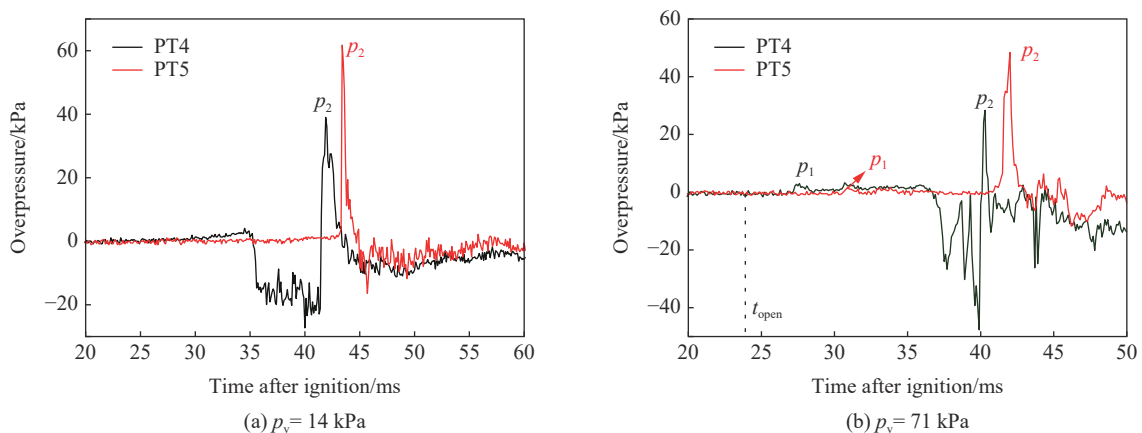 PT4
PT5
p₂
p₂
60
40
20
0
−20
Overpressure/kPa
20 25 30 35 40 45 50 55 60
Time after ignition/ms
(a) pᵥ= 14 kPa
PT4
PT5
p₂
p₂
p₁
p₁
t_open
60
40
20
0
−20
−40
Overpressure/kPa
20 25 30 35 40 45 50
Time after ignition/ms
(b) pᵥ= 71 kPa